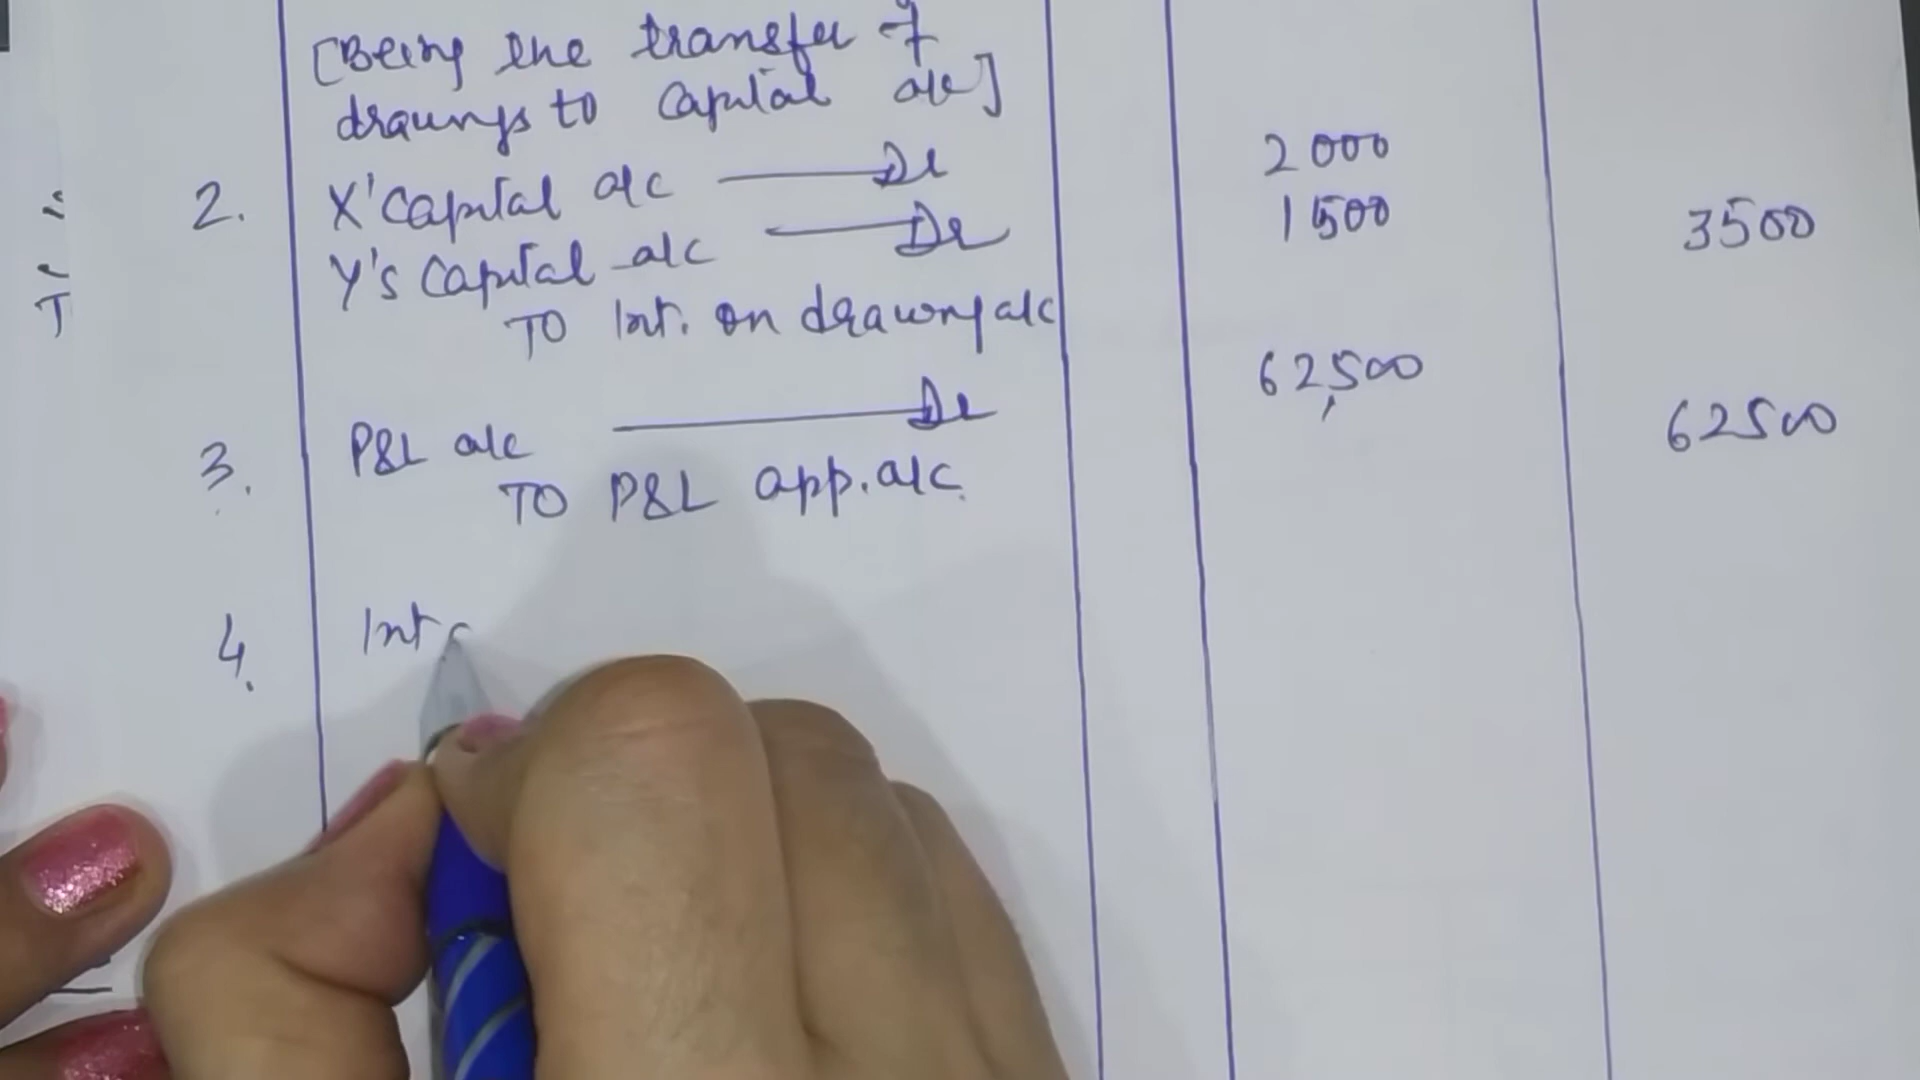 [Being the transfer of
drawings to capital a/c]
2. X' Capital a/c Dr 2000
Y's Capital a/c Dr 1500 3500
TO Int. on drawing a/c
62,500
3. P&L a/c Dr 62500
TO P&L app. a/c.
4. Int